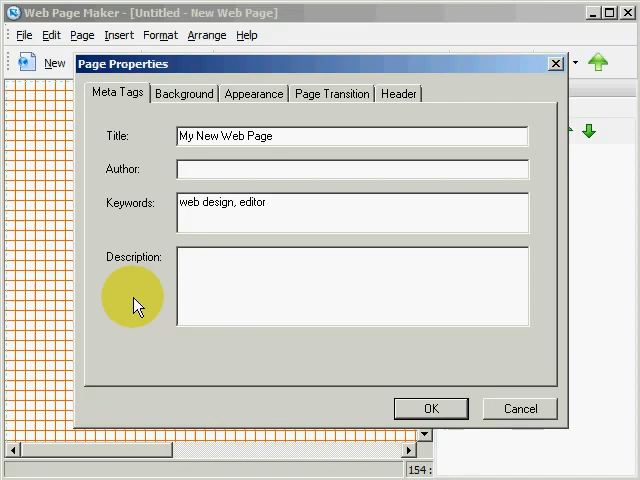 Web Page Maker - [Untitled - New Web Page]
File Edit Page Insert Format Arrange Help
New
Page Properties
Meta Tags Background Appearance Page Transition Header
Title: My New Web Page
Author:
Keywords: web design, editor
Description:
OK Cancel
154 :